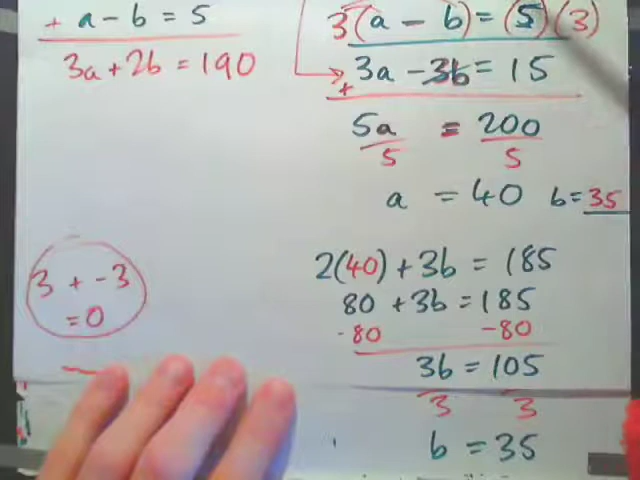 + a - b = 5
3a + 2b = 190
3 + -3
= 0
3(a - b) = (5)(3)
3a - 3b = 15
+
5a = 200
5 5
a = 40 b = 35
2(40) + 3b = 185
80 + 3b = 185
-80 -80
3b = 105
3 3
b = 35